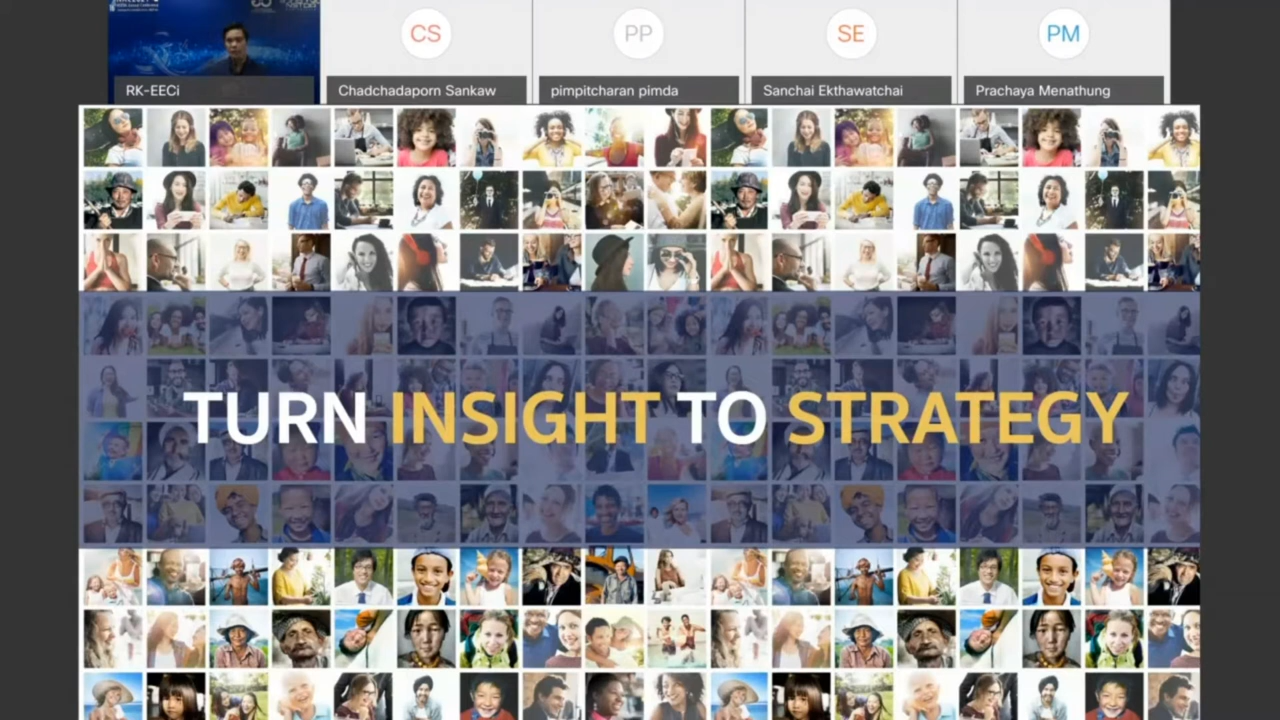 CS
PP
SE
PM
RK-EECi
Chadchadaporn Sankaw
pimpitcharan pimda
Sanchai Ekthawatchai
Prachaya Menathung
TURN INSIGHT TO STRATEGY